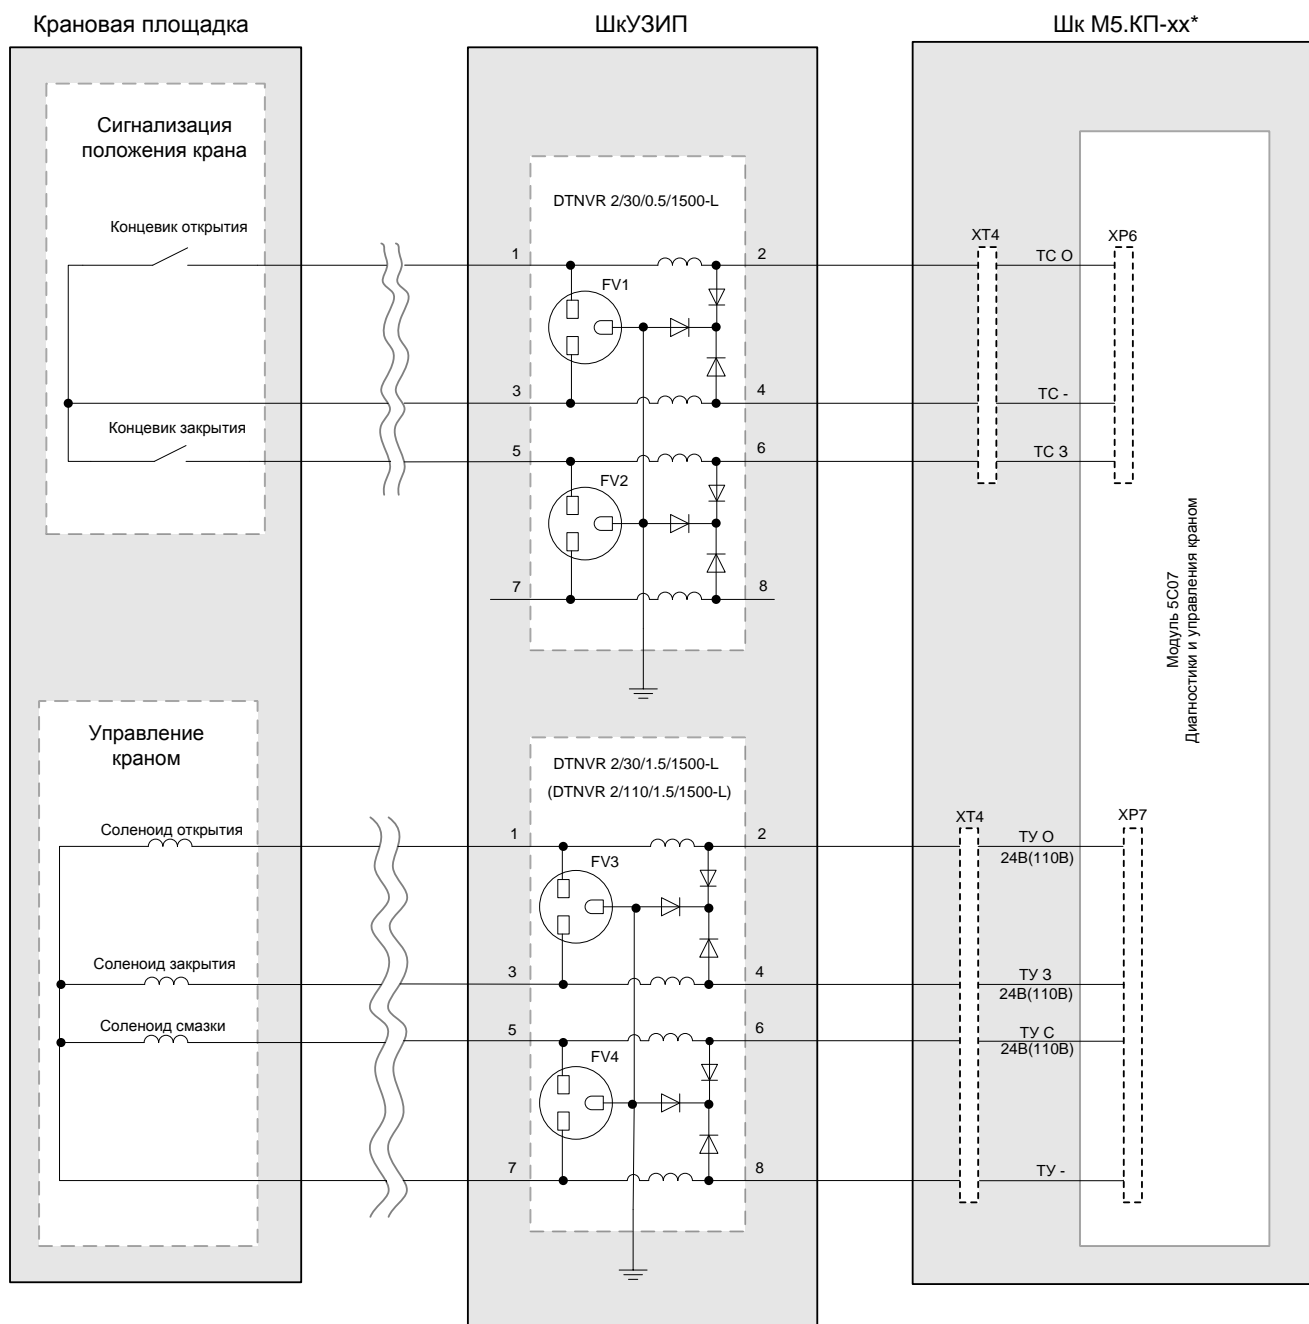 Крановая площадка
ШкУЗИП
Шк М5.КП-хх*
Сигнализация
положения крана
Концевик открытия
Концевик закрытия
DTNVR 2/30/0.5/1500-L
1
2
FV1
3
4
5
6
FV2
7
8
XT4
ТС О
XP6
ТС -
ТС З
Модуль 5С07
Диагностики и управления краном
Управление
краном
Соленоид открытия
Соленоид закрытия
Соленоид смазки
DTNVR 2/30/1.5/1500-L
(DTNVR 2/110/1.5/1500-L)
1
2
FV3
3
4
5
6
FV4
7
8
XT4
ТУ О
24В(110В)
XP7
ТУ З
24В(110В)
ТУ С
24В(110В)
ТУ -